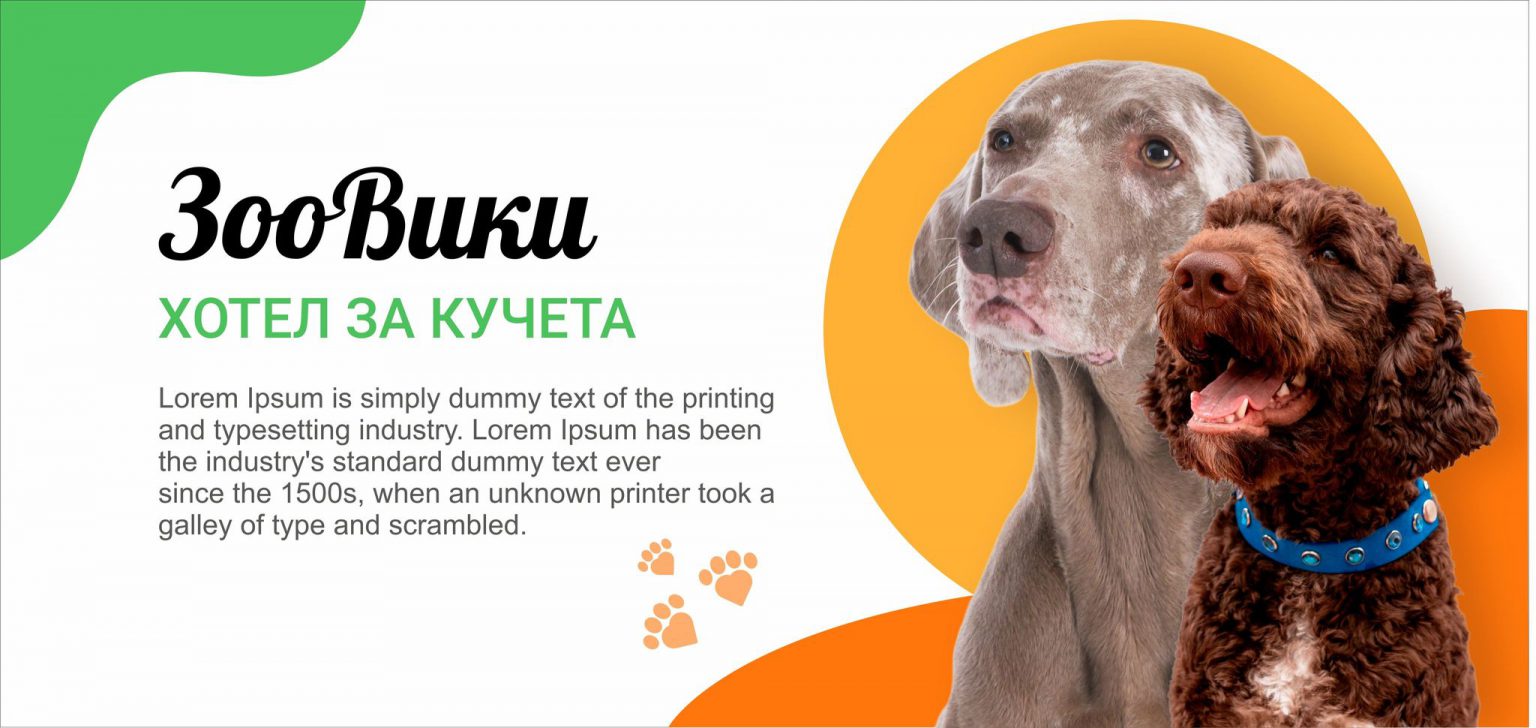 ЗооВики
ХОТЕЛ ЗА КУЧЕТА
Lorem Ipsum is simply dummy text of the printing
and typesetting industry. Lorem Ipsum has been
the industry's standard dummy text ever
since the 1500s, when an unknown printer took a
galley of type and scrambled.